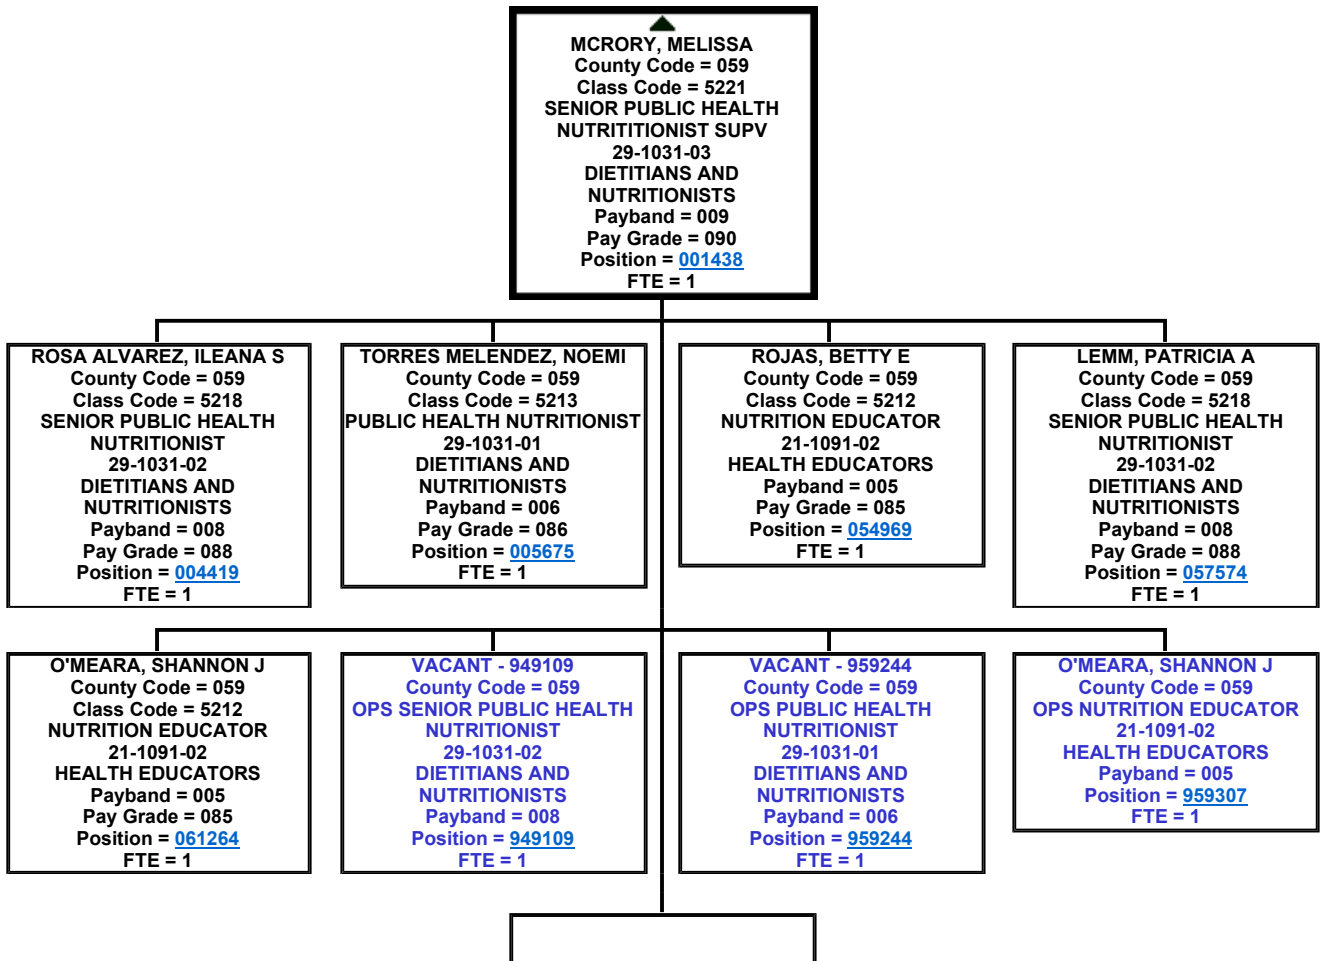 MCRORY, MELISSA
County Code = 059
Class Code = 5221
SENIOR PUBLIC HEALTH
NUTRITITIONIST SUPV
29-1031-03
DIETITIANS AND
NUTRITIONISTS
Payband = 009
Pay Grade = 090
Position = 001438
FTE = 1
ROSA ALVAREZ, ILEANA S
County Code = 059
Class Code = 5218
SENIOR PUBLIC HEALTH
NUTRITIONIST
29-1031-02
DIETITIANS AND
NUTRITIONISTS
Payband = 008
Pay Grade = 088
Position = 004419
FTE = 1
TORRES MELENDEZ, NOEMI
County Code = 059
Class Code = 5213
PUBLIC HEALTH NUTRITIONIST
29-1031-01
DIETITIANS AND
NUTRITIONISTS
Payband = 006
Pay Grade = 086
Position = 005675
FTE = 1
ROJAS, BETTY E
County Code = 059
Class Code = 5212
NUTRITION EDUCATOR
21-1091-02
HEALTH EDUCATORS
Payband = 005
Pay Grade = 085
Position = 054969
FTE = 1
LEMM, PATRICIA A
County Code = 059
Class Code = 5218
SENIOR PUBLIC HEALTH
NUTRITIONIST
29-1031-02
DIETITIANS AND
NUTRITIONISTS
Payband = 008
Pay Grade = 088
Position = 057574
FTE = 1
O'MEARA, SHANNON J
County Code = 059
Class Code = 5212
NUTRITION EDUCATOR
21-1091-02
HEALTH EDUCATORS
Payband = 005
Pay Grade = 085
Position = 061264
FTE = 1
VACANT - 949109
County Code = 059
OPS SENIOR PUBLIC HEALTH
NUTRITIONIST
29-1031-02
DIETITIANS AND
NUTRITIONISTS
Payband = 008
Position = 949109
FTE = 1
VACANT - 959244
County Code = 059
OPS PUBLIC HEALTH
NUTRITIONIST
29-1031-01
DIETITIANS AND
NUTRITIONISTS
Payband = 006
Position = 959244
FTE = 1
O'MEARA, SHANNON J
County Code = 059
OPS NUTRITION EDUCATOR
21-1091-02
HEALTH EDUCATORS
Payband = 005
Position = 959307
FTE = 1